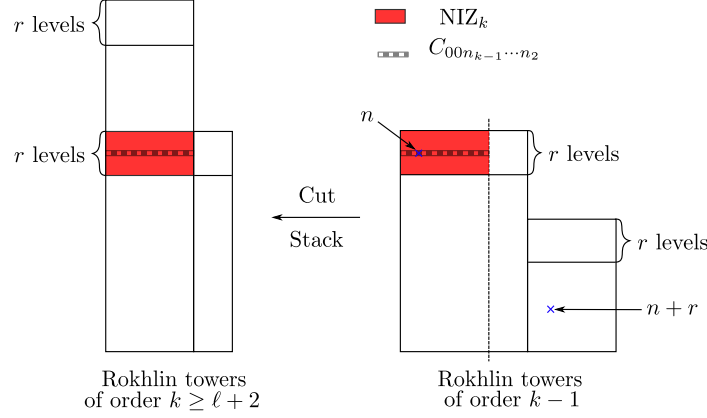 r levels
NIZ_k
C_{00n_{k−1}⋯n_2}
n
r levels
r levels
Cut
Stack
r levels
n + r
Rokhlin towers
of order k ≥ ℓ + 2
Rokhlin towers
of order k − 1